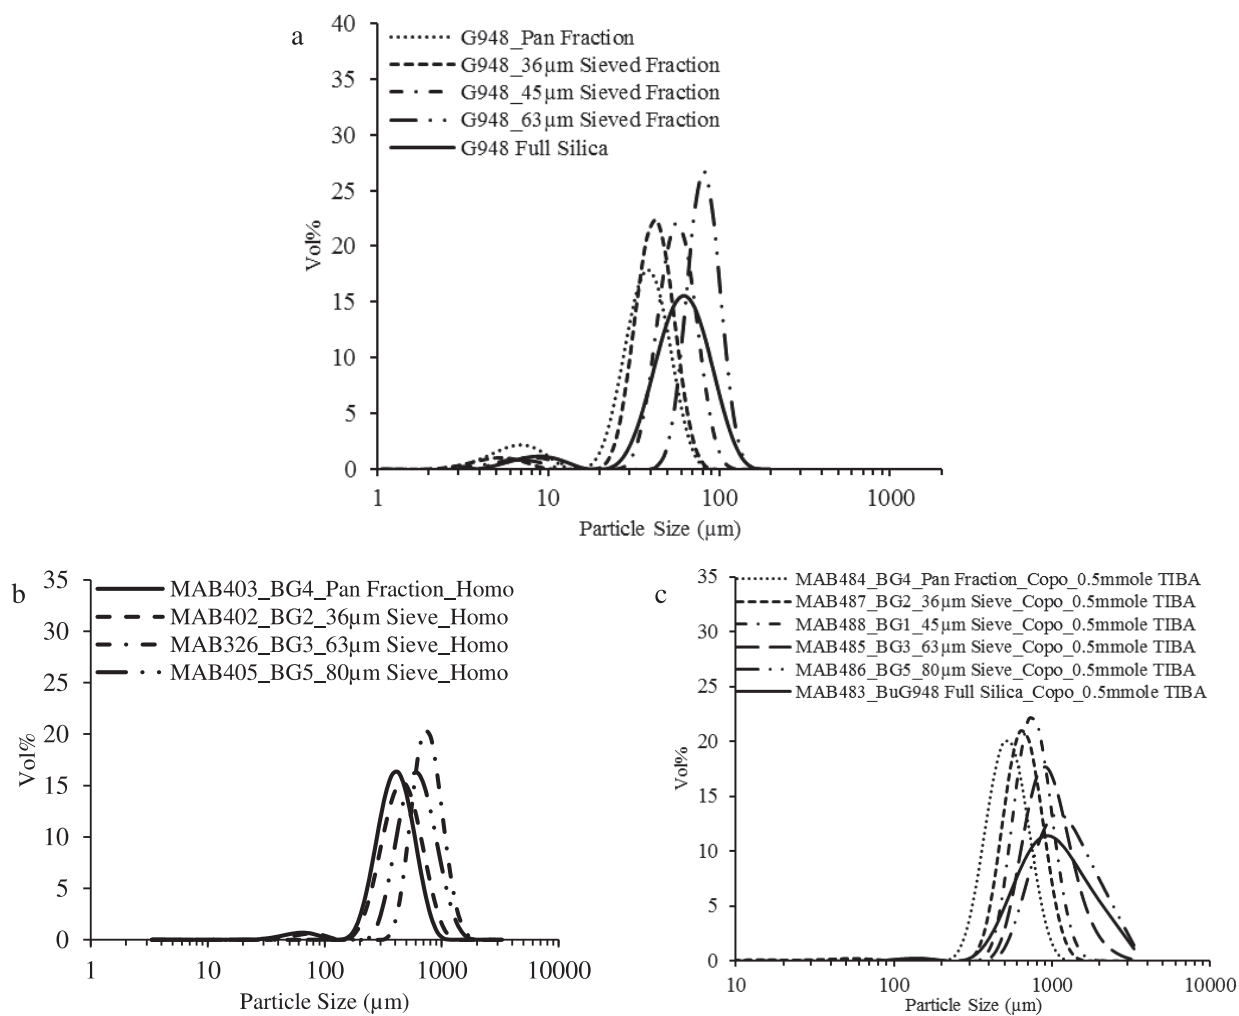 a
40
35
30
25
20
15
10
5
0
Vol%
G948_Pan Fraction
G948_36µm Sieved Fraction
G948_45µm Sieved Fraction
G948_63µm Sieved Fraction
G948 Full Silica
1 10 100 1000
Particle Size (µm)
b
35
30
25
20
15
10
5
0
Vol%
MAB403_BG4_Pan Fraction_Homo
MAB402_BG2_36µm Sieve_Homo
MAB326_BG3_63µm Sieve_Homo
MAB405_BG5_80µm Sieve_Homo
1 10 100 1000 10000
Particle Size (µm)
c
35
30
25
20
15
10
5
0
Vol%
MAB484_BG4_Pan Fraction_Copo_0.5mmole TIBA
MAB487_BG2_36µm Sieve_Copo_0.5mmole TIBA
MAB488_BG1_45µm Sieve_Copo_0.5mmole TIBA
MAB485_BG3_63µm Sieve_Copo_0.5mmole TIBA
MAB486_BG5_80µm Sieve_Copo_0.5mmole TIBA
MAB483_BuG948 Full Silica_Copo_0.5mmole TIBA
10 100 1000 10000
Particle Size (µm)